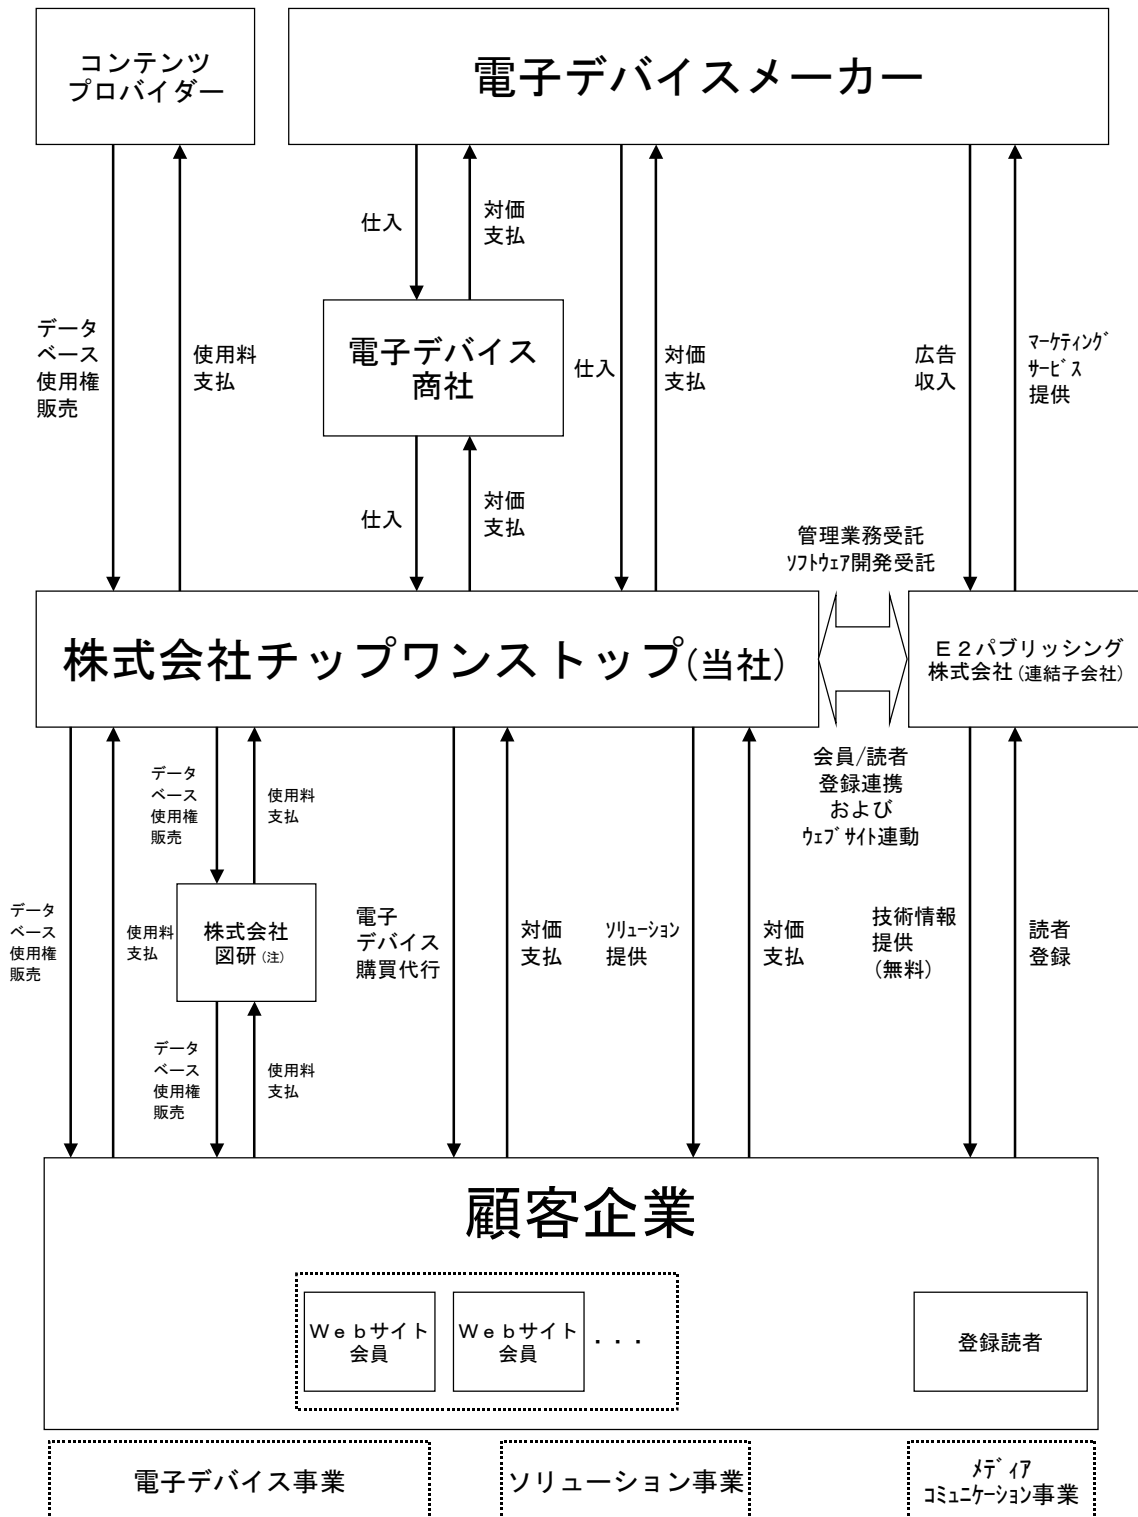 コンテンツ
プロバイダー
電子デバイスメーカー
仕入
対価
支払
データ
ベース
使用権
販売
使用料
支払
電子デバイス
商社
仕入
対価
支払
広告
収入
ﾏｰｹﾃｨﾝｸﾞ
ｻｰﾋﾞｽ
提供
仕入
対価
支払
管理業務受託
ｿﾌﾄｳｪｱ開発受託
株式会社チップワンストップ(当社)
Ｅ２パブリッシング
株式会社(連結子会社)
会員/読者
登録連携
および
ｳｪﾌﾞｻｲﾄ連動
データ
ベース
使用権
販売
使用料
支払
データ
ベース
使用権
販売
使用料
支払
株式会社
図研(注)
電子
デバイス
購買代行
対価
支払
ｿﾘｭｰｼｮﾝ
提供
対価
支払
技術情報
提供
(無料)
読者
登録
データ
ベース
使用権
販売
使用料
支払
顧客企業
Ｗｅｂサイト
会員
Ｗｅｂサイト
会員
・・・
登録読者
電子デバイス事業
ソリューション事業
ﾒﾃﾞｨｱ
ｺﾐｭﾆｹｰｼｮﾝ事業